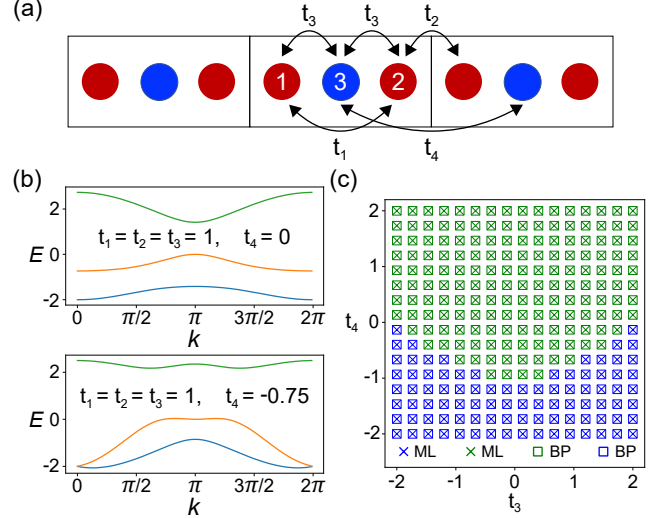 (a)
t3 t3 t2
1 3 2
t1 t4
(b)
2
0
-2
E
t1 = t2 = t3 = 1, t4 = 0
0 π/2 π 3π/2 2π
k
2
0
-2
E
t1 = t2 = t3 = 1, t4 = -0.75
0 π/2 π 3π/2 2π
k
(c)
2
1
0
-1
-2
t4
ML ML BP BP
-2 -1 0 1 2
t3